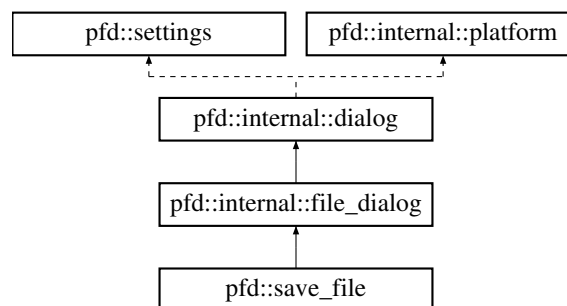 pfd::settings
pfd::internal::platform
pfd::internal::dialog
pfd::internal::file_dialog
pfd::save_file